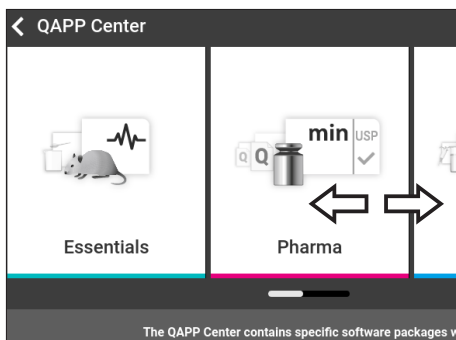 QAPP Center
Q Q min USP
Essentials
Pharma
The QAPP Center contains specific software packages w